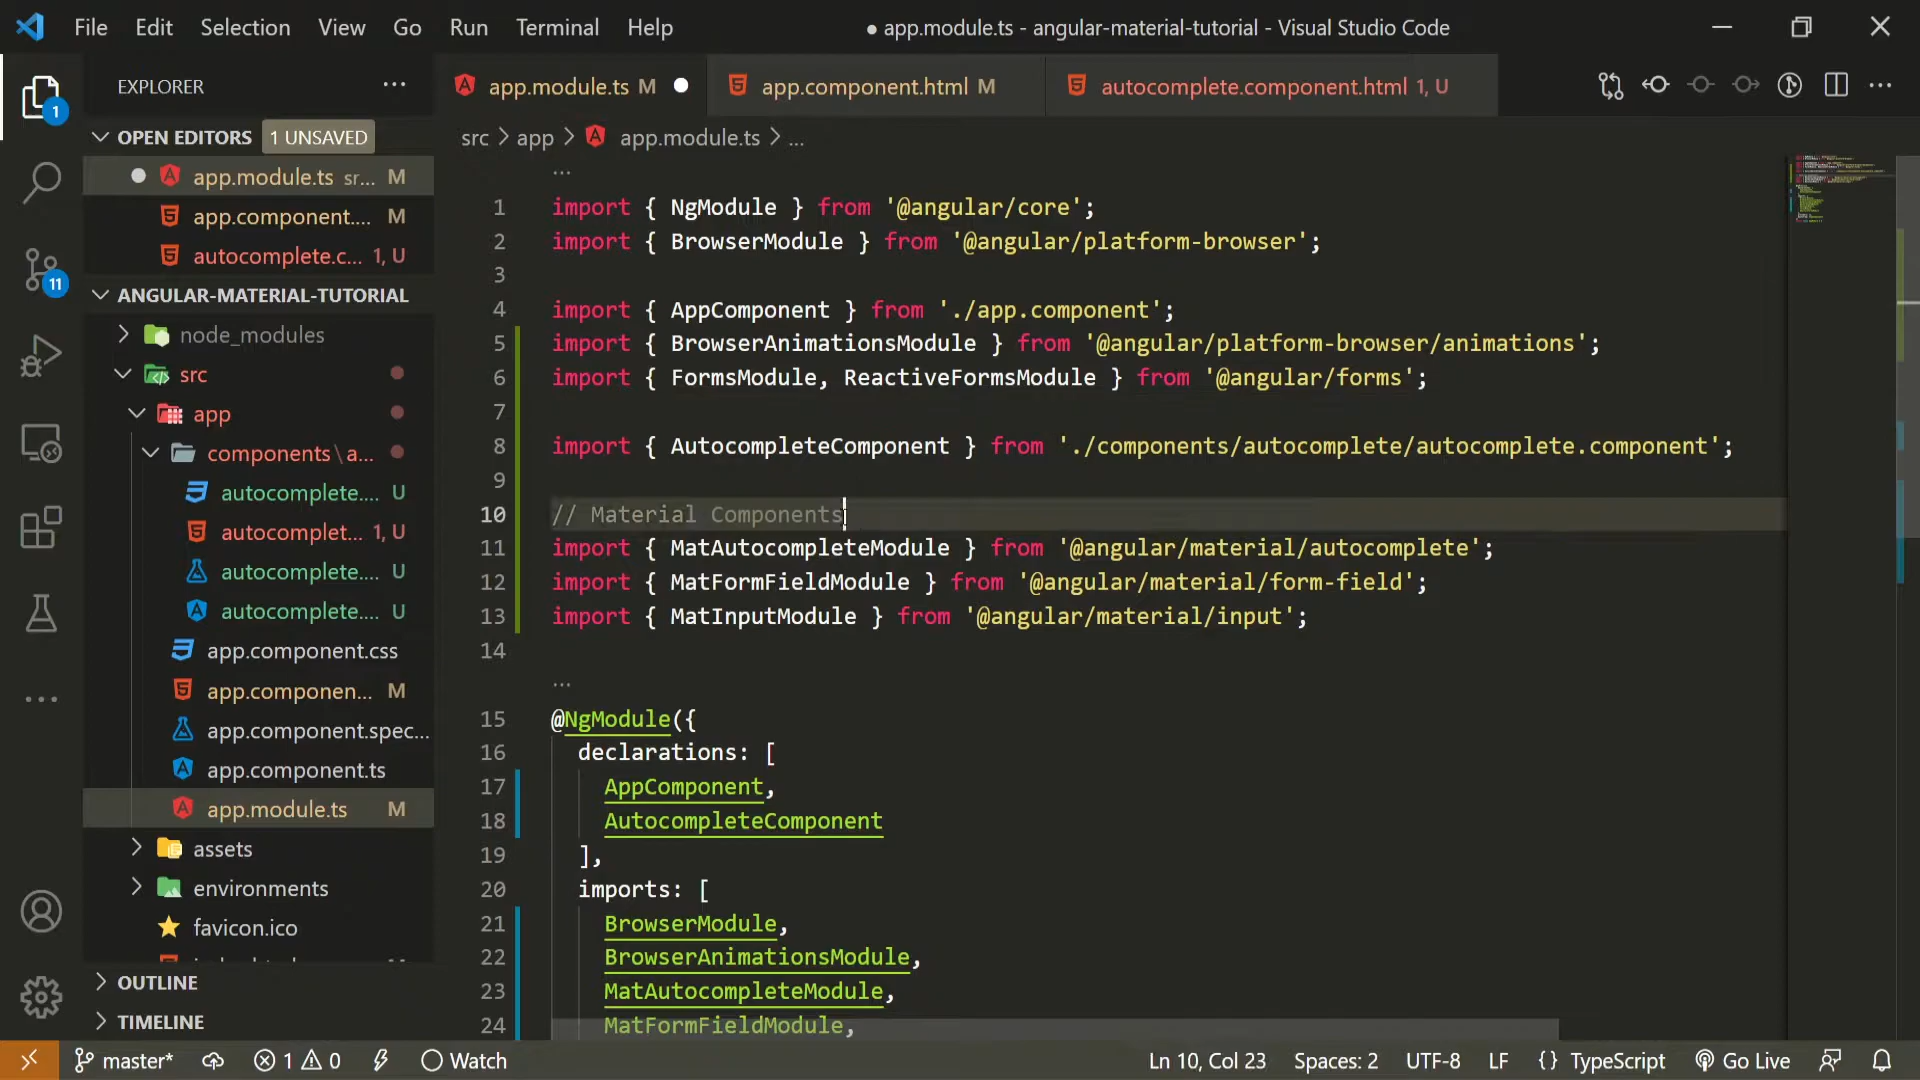 File Edit Selection View Go Run Terminal Help
● app.module.ts - angular-material-tutorial - Visual Studio Code
EXPLORER ...
app.module.ts M
app.component.html M
autocomplete.component.html 1, U
1
OPEN EDITORS 1 UNSAVED
src > app > app.module.ts > ...
app.module.ts sr... M
app.component.... M
autocomplete.c... 1, U
11
ANGULAR-MATERIAL-TUTORIAL
node_modules
src
app
components\a...
autocomplete.... U
autocomplet... 1, U
autocomplete.... U
autocomplete.... U
app.component.css
app.componen... M
app.component.spec...
app.component.ts
app.module.ts M
assets
environments
favicon.ico
OUTLINE
TIMELINE
...
1 import { NgModule } from '@angular/core';
2 import { BrowserModule } from '@angular/platform-browser';
3
4 import { AppComponent } from './app.component';
5 import { BrowserAnimationsModule } from '@angular/platform-browser/animations';
6 import { FormsModule, ReactiveFormsModule } from '@angular/forms';
7
8 import { AutocompleteComponent } from './components/autocomplete/autocomplete.component';
9
10 // Material Components
11 import { MatAutocompleteModule } from '@angular/material/autocomplete';
12 import { MatFormFieldModule } from '@angular/material/form-field';
13 import { MatInputModule } from '@angular/material/input';
14
...
15 @NgModule({
16 declarations: [
17 AppComponent,
18 AutocompleteComponent
19 ],
20 imports: [
21 BrowserModule,
22 BrowserAnimationsModule,
23 MatAutocompleteModule,
24 MatFormFieldModule,
master* 1 0 Watch
Ln 10, Col 23 Spaces: 2 UTF-8 LF {} TypeScript Go Live